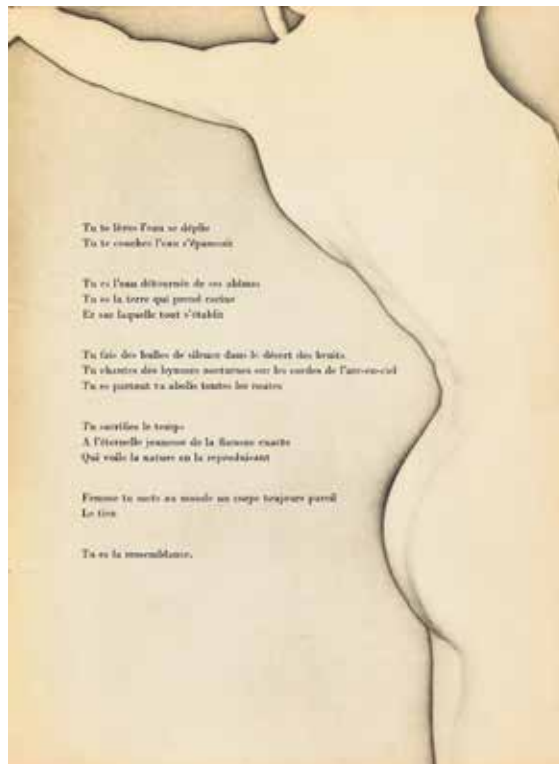 Tu te lèves l'eau se déplie
Tu te couches l'eau s'épanouit
Tu es l'eau détournée de ses abîmes
Tu es la terre qui prend racine
Et sur laquelle tout s'établit
Tu fais des bulles de silence dans le désert des bruits
Tu chantes des hymnes nocturnes sur les cordes de l'arc-en-ciel
Tu es partout tu abolis toutes les routes
Tu sacrifies le temps
A l'éternelle jeunesse de la flamme exacte
Qui voile la nature en la reproduisant
Femme tu mets au monde un corps toujours pareil
Le tien
Tu es la ressemblance.